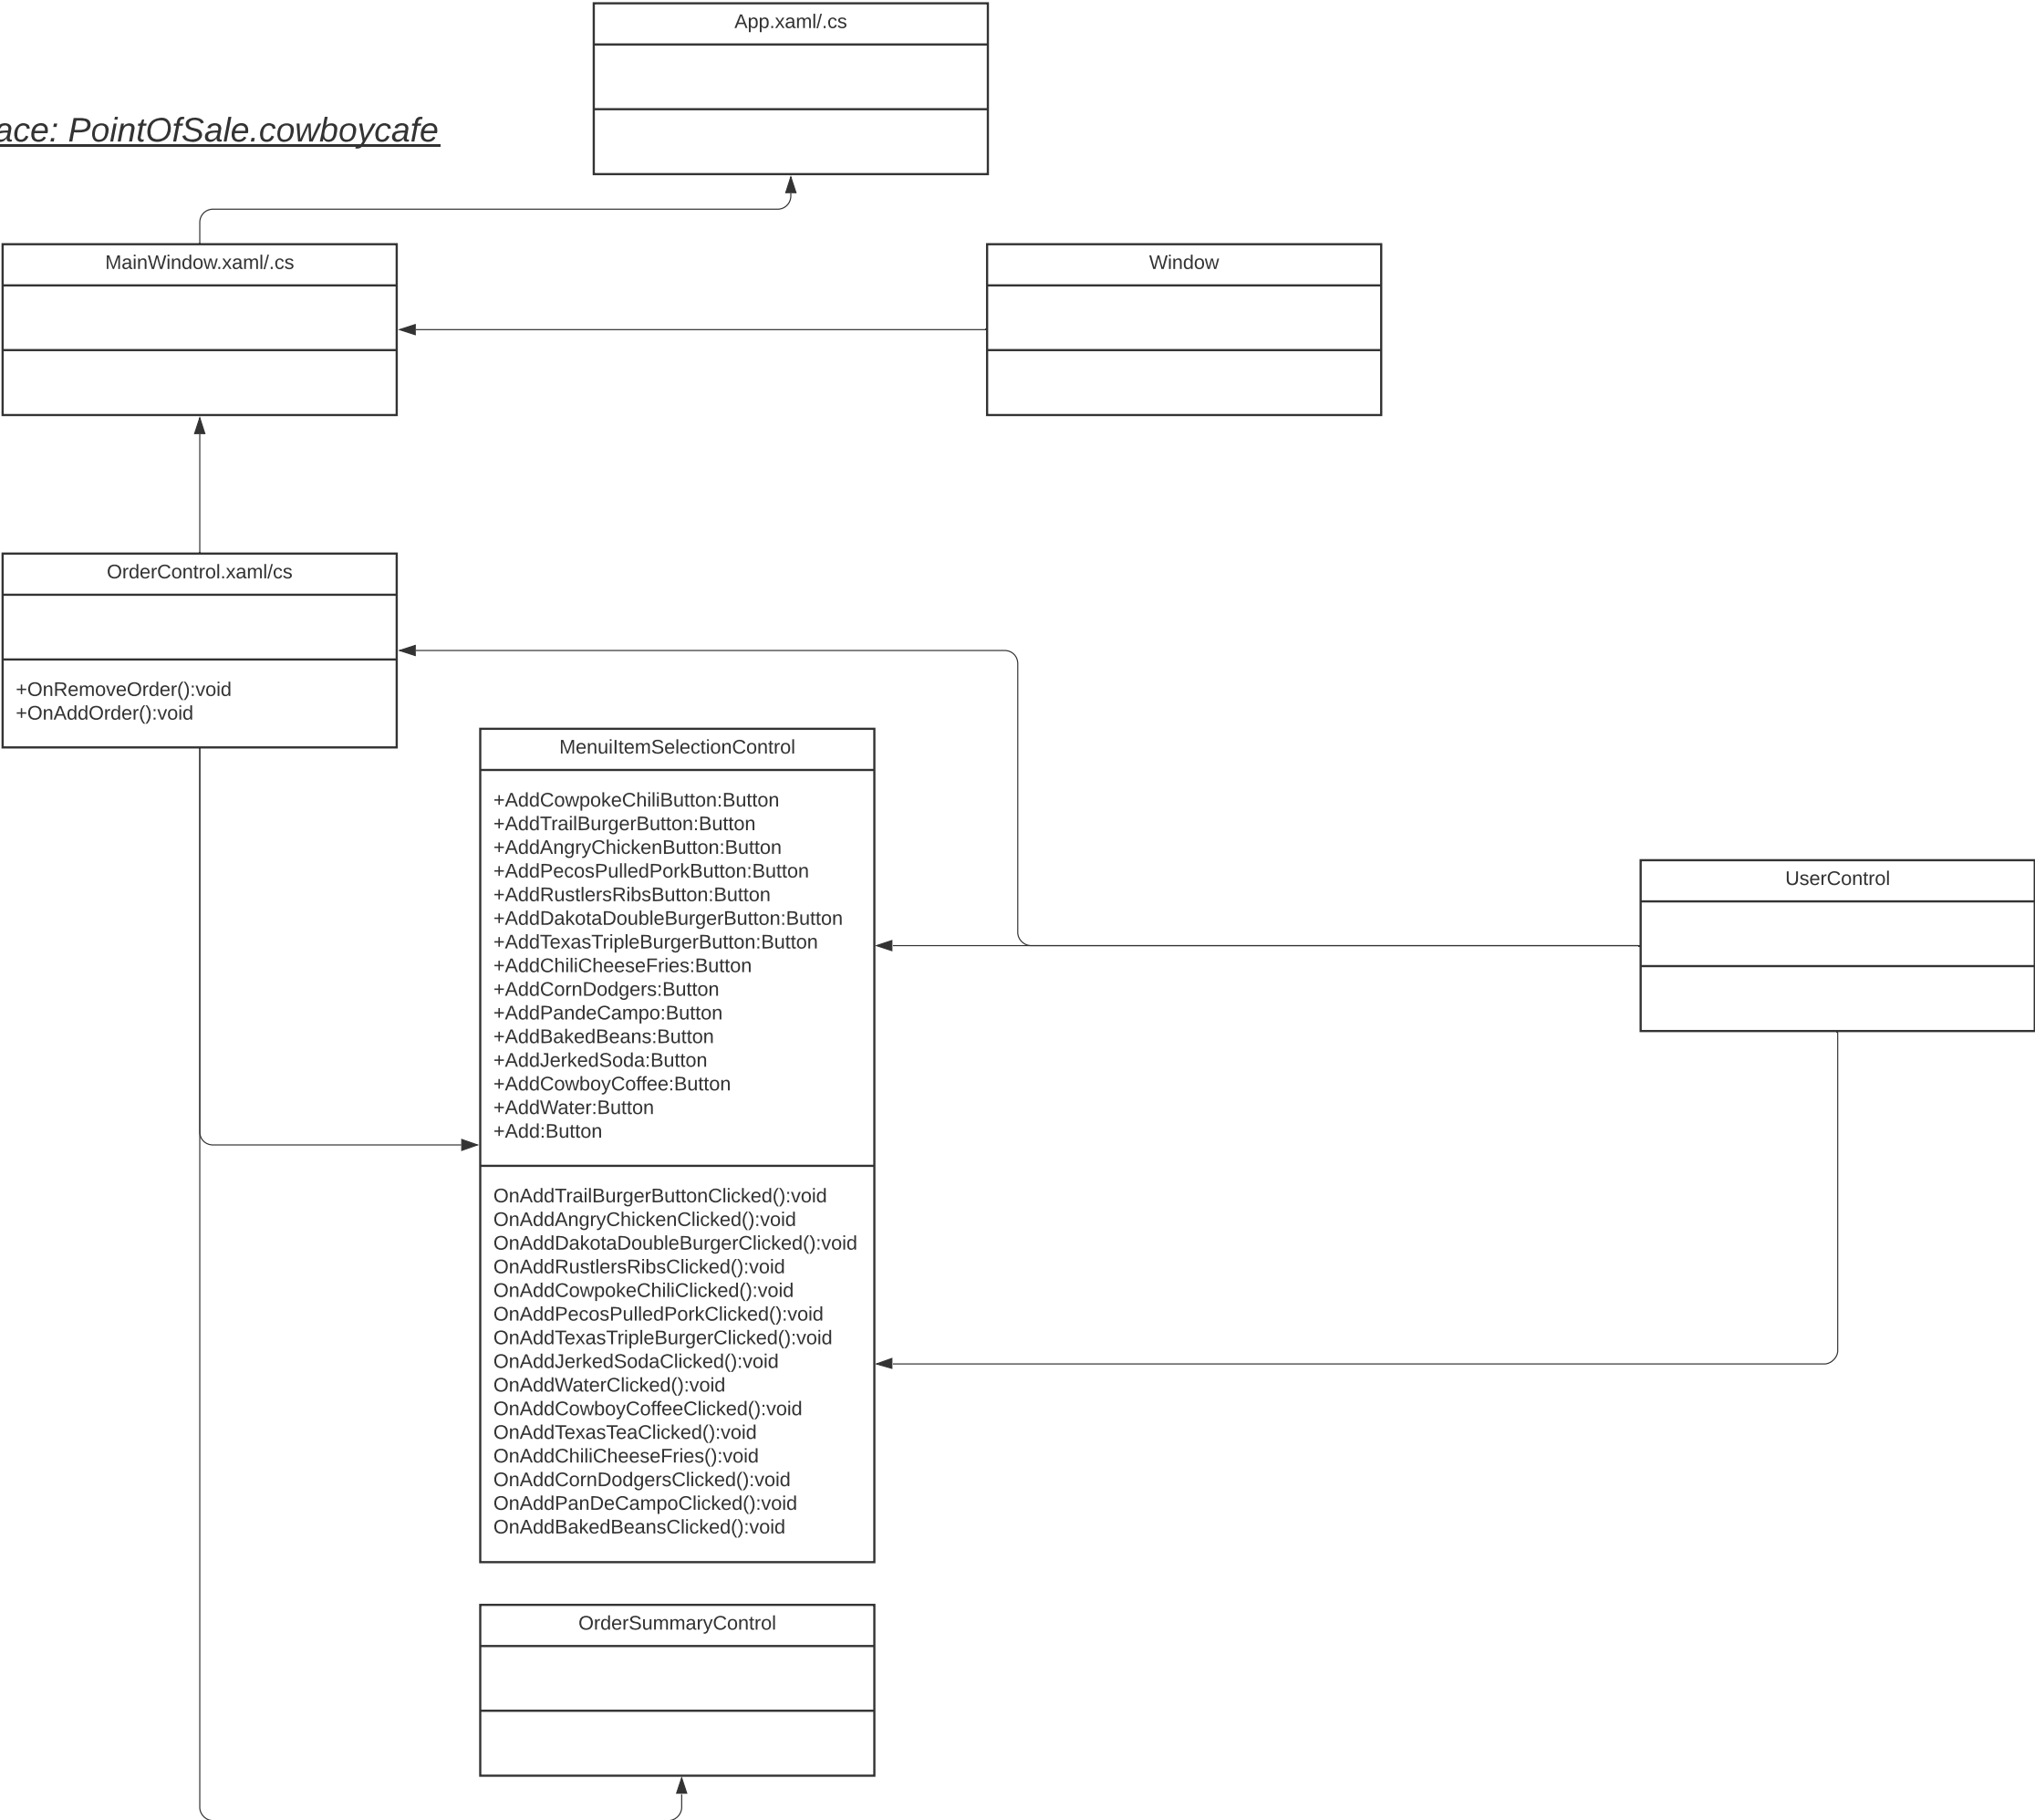 App.xaml/.cs
ace: PointOfSale.cowboycafe
MainWindow.xaml/.cs
Window
OrderControl.xaml/cs
+OnRemoveOrder():void
+OnAddOrder():void
MenuiItemSelectionControl
+AddCowpokeChiliButton:Button
+AddTrailBurgerButton:Button
+AddAngryChickenButton:Button
+AddPecosPulledPorkButton:Button
+AddRustlersRibsButton:Button
+AddDakotaDoubleBurgerButton:Button
+AddTexasTripleBurgerButton:Button
+AddChiliCheeseFries:Button
+AddCornDodgers:Button
+AddPandeCampo:Button
+AddBakedBeans:Button
+AddJerkedSoda:Button
+AddCowboyCoffee:Button
+AddWater:Button
+Add:Button
OnAddTrailBurgerButtonClicked():void
OnAddAngryChickenClicked():void
OnAddDakotaDoubleBurgerClicked():void
OnAddRustlersRibsClicked():void
OnAddCowpokeChiliClicked():void
OnAddPecosPulledPorkClicked():void
OnAddTexasTripleBurgerClicked():void
OnAddJerkedSodaClicked():void
OnAddWaterClicked():void
OnAddCowboyCoffeeClicked():void
OnAddTexasTeaClicked():void
OnAddChiliCheeseFries():void
OnAddCornDodgersClicked():void
OnAddPanDeCampoClicked():void
OnAddBakedBeansClicked():void
UserControl
OrderSummaryControl